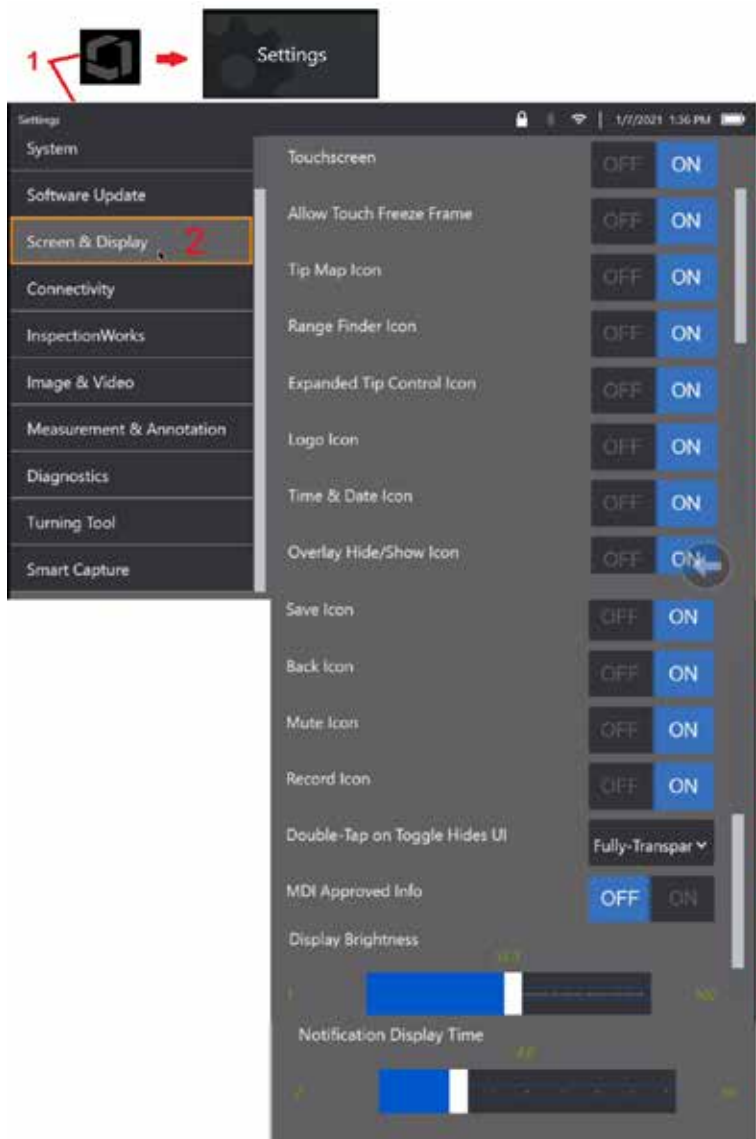 1
Settings
Settings
1/7/2021 1:36 PM
System
Software Update
Screen & Display 2
Connectivity
InspectionWorks
Image & Video
Measurement & Annotation
Diagnostics
Turning Tool
Smart Capture
Touchscreen OFF ON
Allow Touch Freeze Frame OFF ON
Tip Map Icon OFF ON
Range Finder Icon OFF ON
Expanded Tip Control Icon OFF ON
Logo Icon OFF ON
Time & Date Icon OFF ON
Overlay Hide/Show Icon OFF ON
Save Icon OFF ON
Back Icon OFF ON
Mute Icon OFF ON
Record Icon OFF ON
Double-Tap on Toggle Hides UI Fully-Transpar
MDI Approved Info OFF ON
Display Brightness
1
Notification Display Time
2